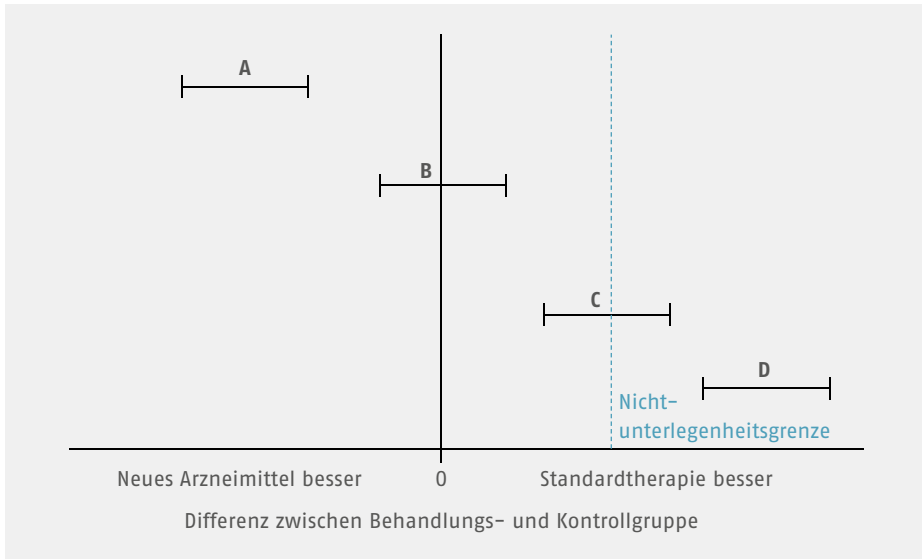 A
B
C
D
Nicht-
unterlegenheitsgrenze
Neues Arzneimittel besser 0 Standardtherapie besser
Differenz zwischen Behandlungs- und Kontrollgruppe